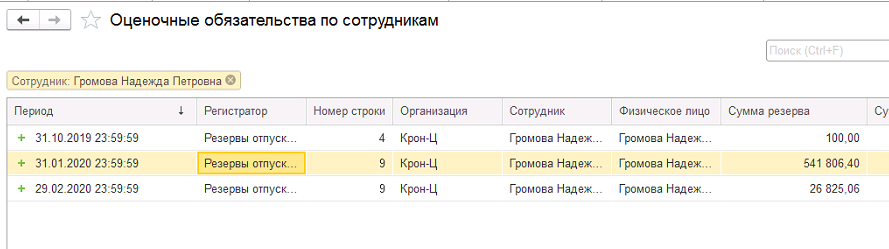 Оценочные обязательства по сотрудникам
Поиск (Ctrl+F)
Сотрудник: Громова Надежда Петровна
Период ↓ Регистратор Номер строки Организация Сотрудник Физическое лицо Сумма резерва Су
31.10.2019 23:59:59 Резервы отпуск... 4 Крон-Ц Громова Надеж... Громова Надеж... 100,00
31.01.2020 23:59:59 Резервы отпуск... 9 Крон-Ц Громова Надеж... Громова Надеж... 541 806,40
29.02.2020 23:59:59 Резервы отпуск... 9 Крон-Ц Громова Надеж... Громова Надеж... 26 825,06